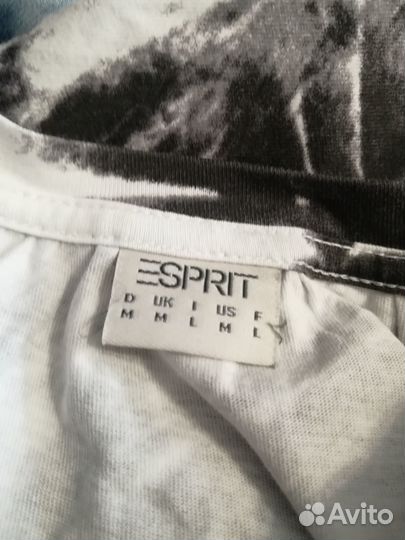 ESPRIT
D UK I US F
M M L M L
Avito